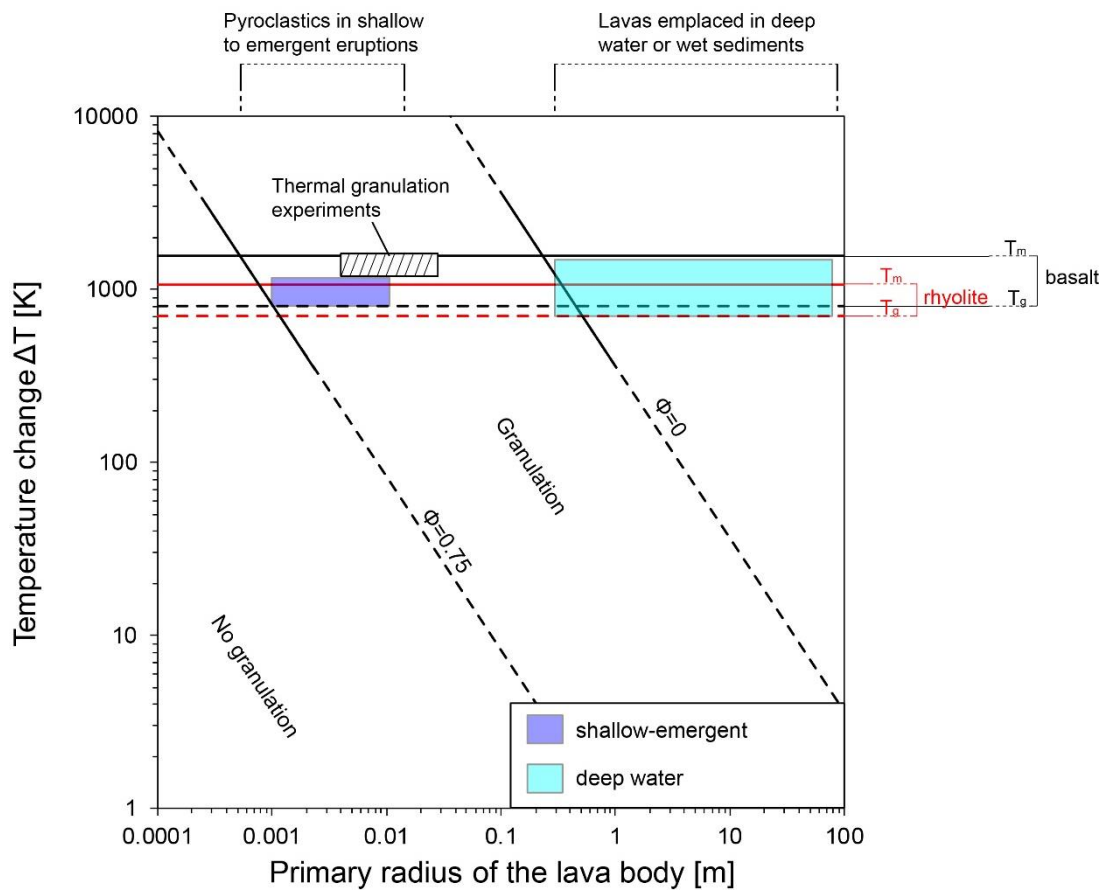 Pyroclastics in shallow
to emergent eruptions
Lavas emplaced in deep
water or wet sediments
Temperature change ΔT [K]
10000
1000
100
10
1
Thermal granulation
experiments
Tm
Tm
basalt
rhyolite
Tg
Tg
Φ=0
Granulation
Φ=0.75
No granulation
shallow-emergent
deep water
0.0001
0.001
0.01
0.1
1
10
100
Primary radius of the lava body [m]